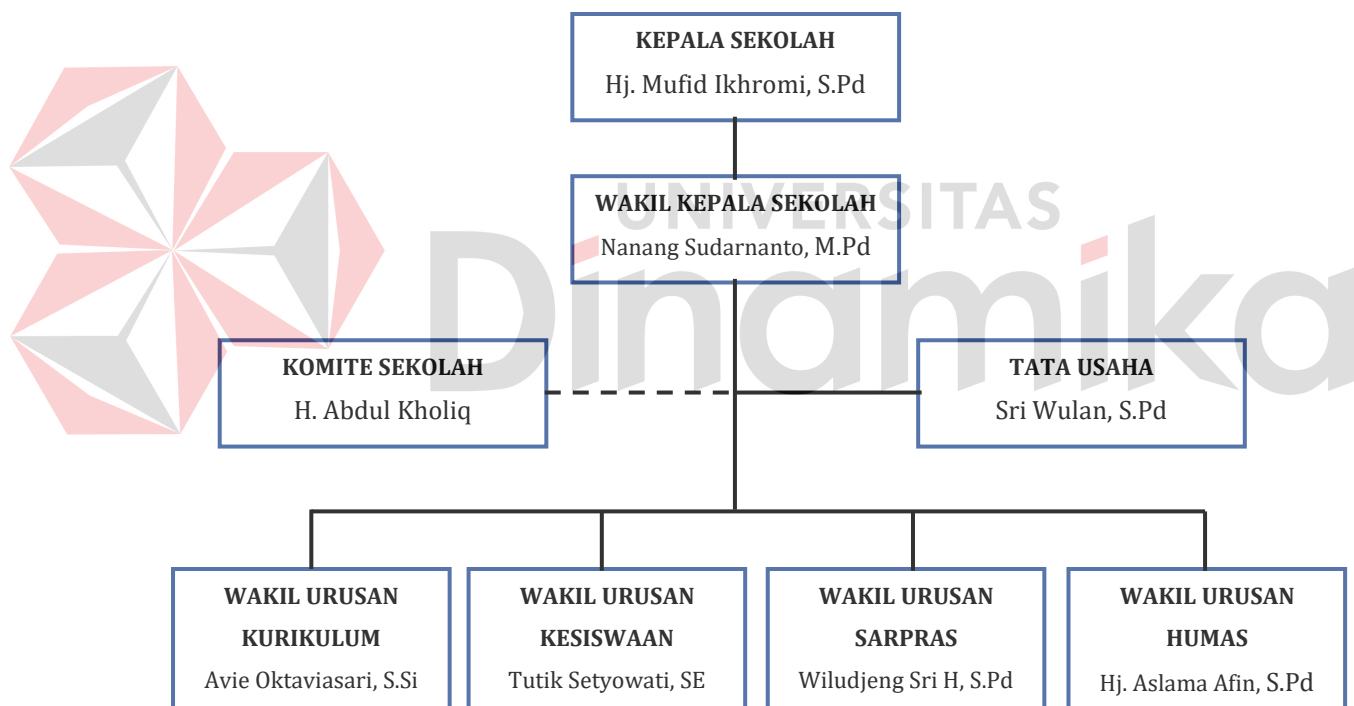 KEPALA SEKOLAH
Hj. Mufid Ikhromi, S.Pd
UNIVERSITAS
Dinamika
WAKIL KEPALA SEKOLAH
Nanang Sudarnanto, M.Pd
KOMITE SEKOLAH
H. Abdul Kholiq
TATA USAHA
Sri Wulan, S.Pd
WAKIL URUSAN
KURIKULUM
Avie Oktaviasari, S.Si
WAKIL URUSAN
KESISWAAN
Tutik Setyowati, SE
WAKIL URUSAN
SARPRAS
Wiludjeng Sri H, S.Pd
WAKIL URUSAN
HUMAS
Hj. Aslama Afin, S.Pd